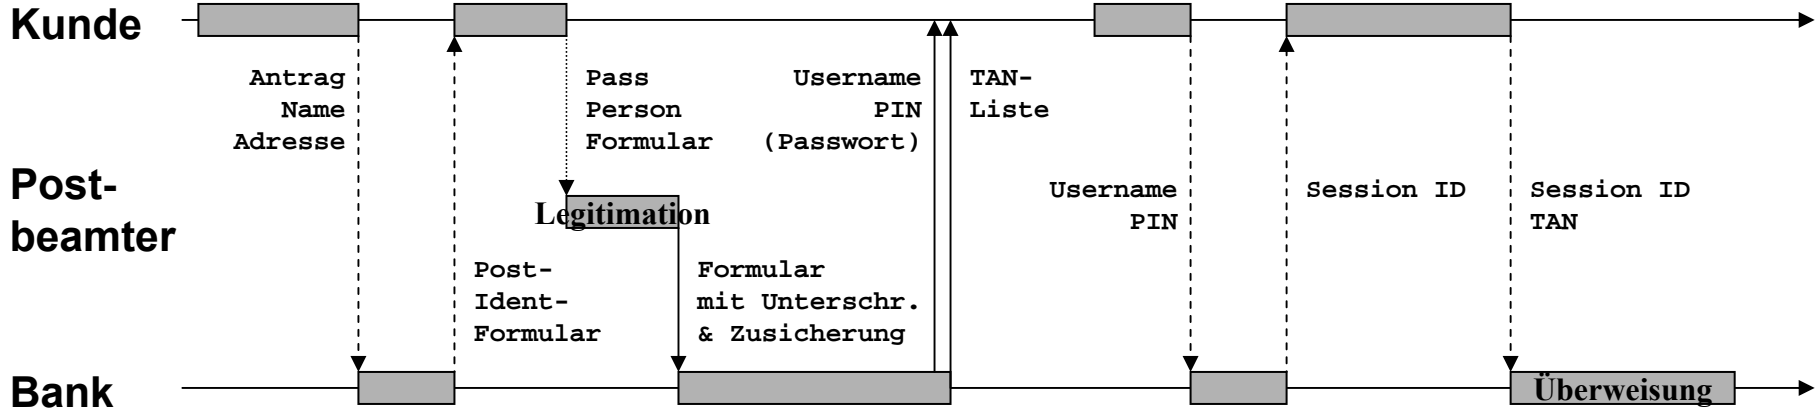 Kunde
Antrag
Name
Adresse
Pass
Person
Formular
Username
PIN
(Passwort)
TAN-
Liste
Post-
beamter
Legitimation
Username
PIN
Session ID
Session ID
TAN
Post-
Ident-
Formular
Formular
mit Unterschr.
& Zusicherung
Bank
Überweisung